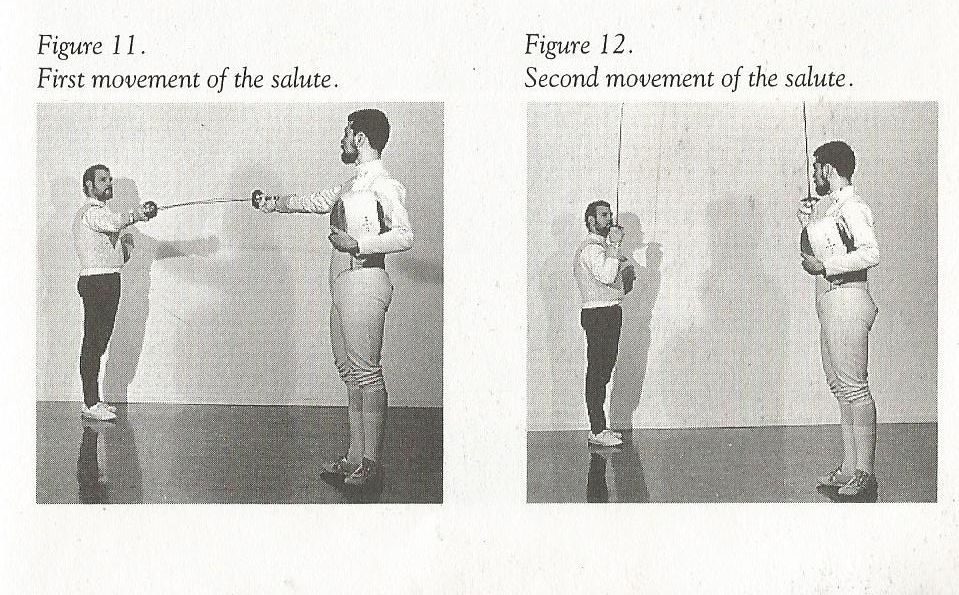 Figure 11.
First movement of the salute.
Figure 12.
Second movement of the salute.